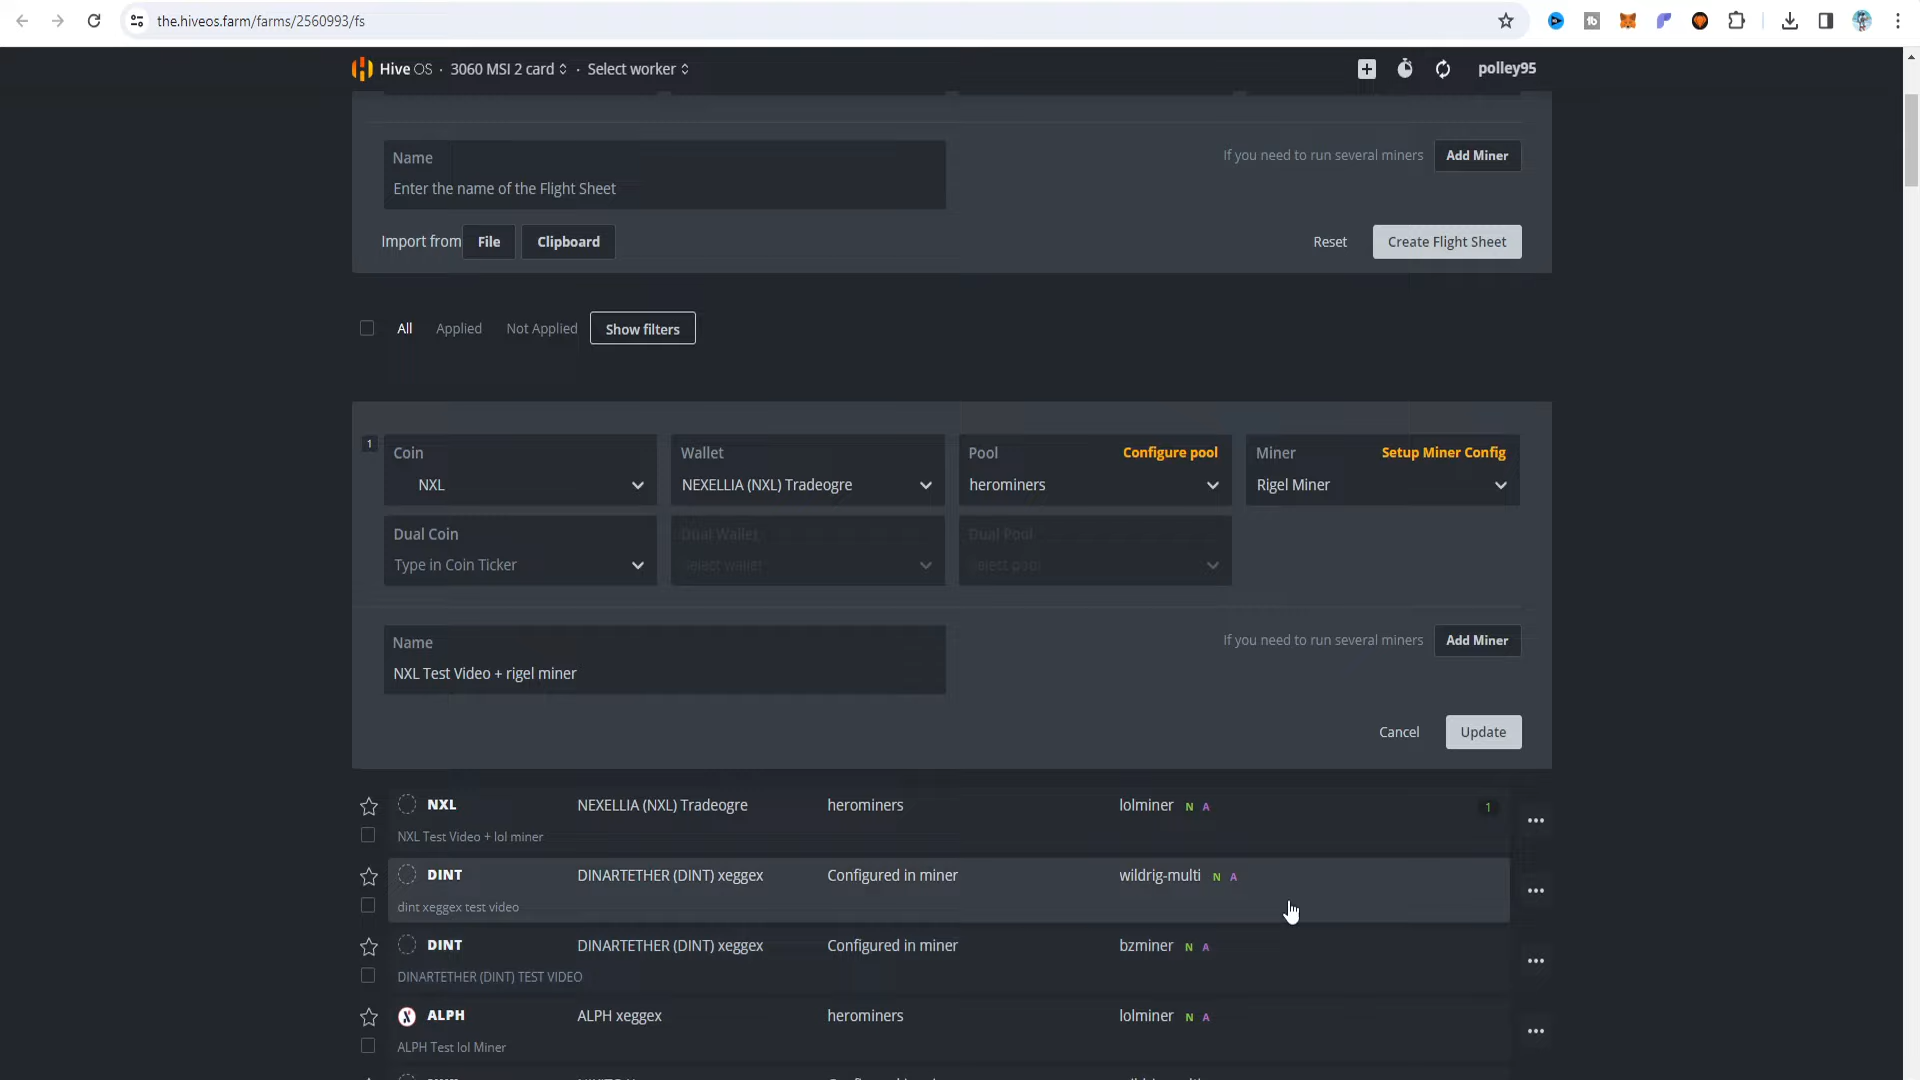 the.hiveos.farm/farms/2560993/fs
Hive OS · 3060 MSI 2 card · Select worker
polley95
Name
Enter the name of the Flight Sheet
If you need to run several miners Add Miner
Import from File Clipboard
Reset Create Flight Sheet
All Applied Not Applied Show filters
1
Coin
NXL
Wallet
NEXELLIA (NXL) Tradeogre
Pool Configure pool
herominers
Miner Setup Miner Config
Rigel Miner
Dual Coin
Type in Coin Ticker
Dual Wallet
Select wallet
Dual Pool
Select pool
Name
NXL Test Video + rigel miner
If you need to run several miners Add Miner
Cancel Update
NXL NEXELLIA (NXL) Tradeogre herominers lolminer N A 1
NXL Test Video + lol miner
DINT DINARTETHER (DINT) xeggex Configured in miner wildrig-multi N A
dint xeggex test video
DINT DINARTETHER (DINT) xeggex Configured in miner bzminer N A
DINARTETHER (DINT) TEST VIDEO
ALPH ALPH xeggex herominers lolminer N A
ALPH Test lol Miner